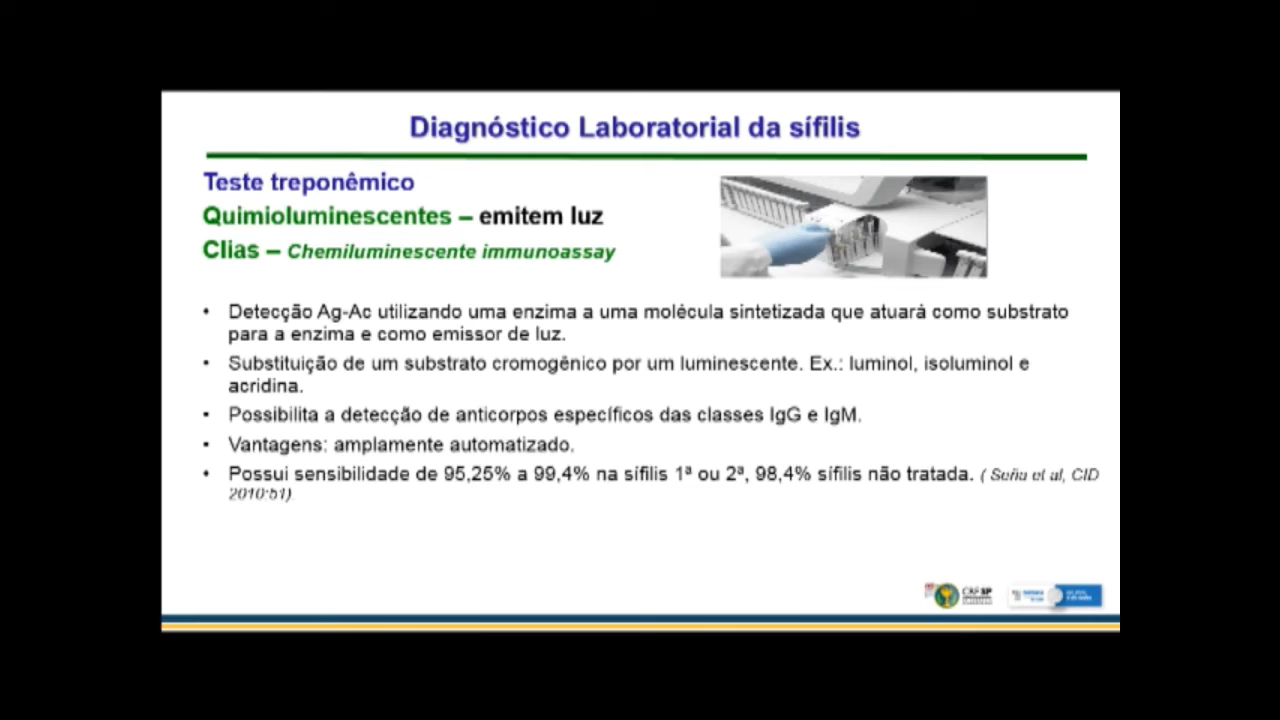 Diagnóstico Laboratorial da sífilis
Teste treponêmico
Quimioluminescentes – emitem luz
Clias – Chemiluminescente immunoassay
• Detecção Ag-Ac utilizando uma enzima a uma molécula sintetizada que atuará como substrato
para a enzima e como emissor de luz.
• Substituição de um substrato cromogênico por um luminescente. Ex.: luminol, isoluminol e
acridina.
• Possibilita a detecção de anticorpos específicos das classes IgG e IgM.
• Vantagens: amplamente automatizado.
• Possui sensibilidade de 95,25% a 99,4% na sífilis 1ª ou 2ª, 98,4% sífilis não tratada. ( Seña et al, CID
2010:51)
CRF SP